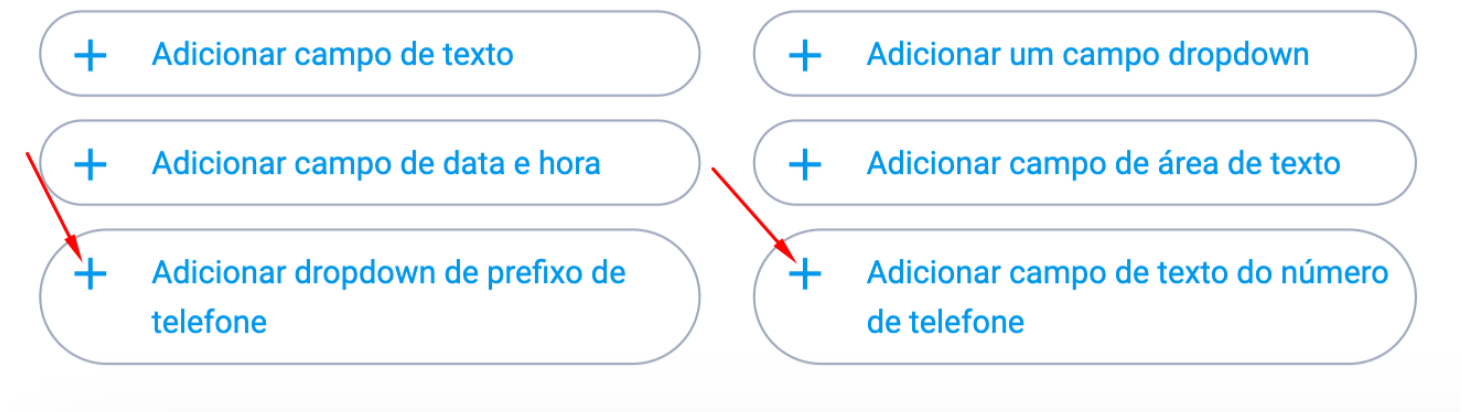 Adicionar campo de texto
Adicionar um campo dropdown
Adicionar campo de data e hora
Adicionar campo de área de texto
Adicionar dropdown de prefixo de
telefone
Adicionar campo de texto do número
de telefone